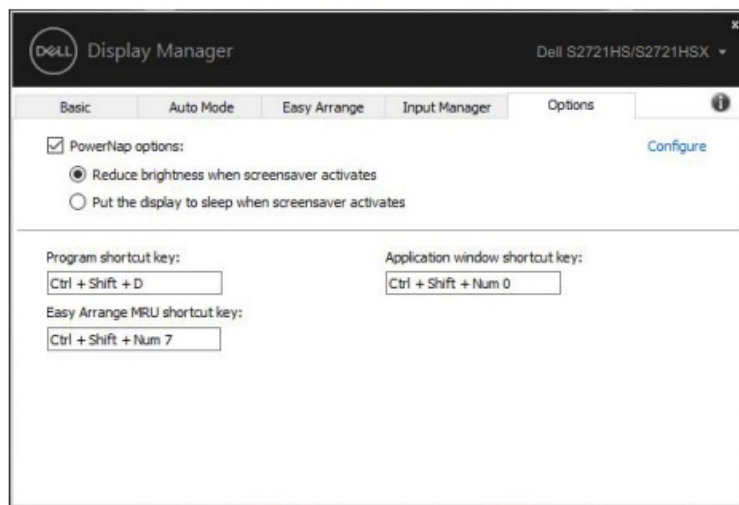 x
DELL Display Manager Dell S2721HS/S2721HSX
Basic Auto Mode Easy Arrange Input Manager Options
PowerNap options: Configure
Reduce brightness when screensaver activates
Put the display to sleep when screensaver activates
Program shortcut key: Application window shortcut key:
Ctrl + Shift + D Ctrl + Shift + Num 0
Easy Arrange MRU shortcut key:
Ctrl + Shift + Num 7